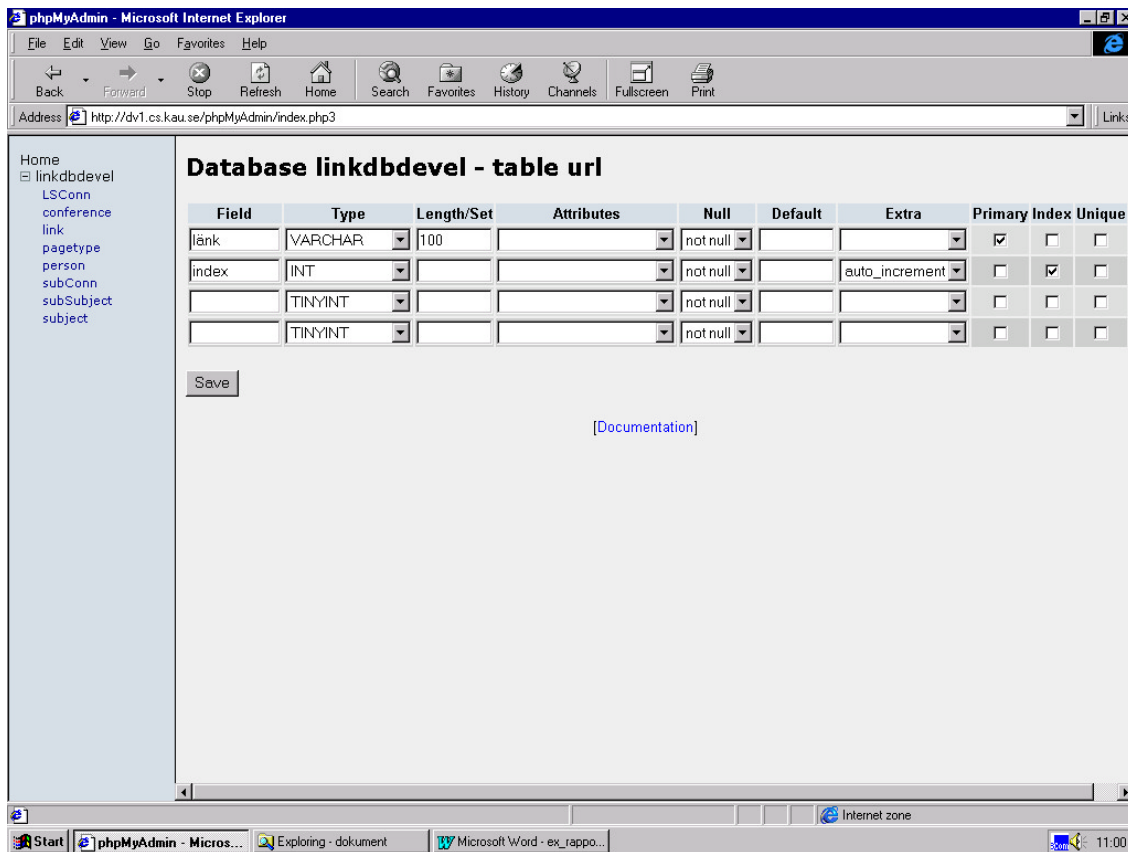 phpMyAdmin - Microsoft Internet Explorer
File Edit View Go Favorites Help
Back Forward Stop Refresh Home Search Favorites History Channels Fullscreen Print
Address http://dv1.cs.kau.se/phpMyAdmin/index.php3 Links
Home
linkdbdevel
LSConn
conference
link
pagetype
person
subConn
subSubject
subject
Database linkdbdevel - table url
Field Type Length/Set Attributes Null Default Extra Primary Index Unique
länk VARCHAR 100 not null
index INT not null auto_increment
TINYINT not null
TINYINT not null
Save
[Documentation]
Internet zone
Start phpMyAdmin - Micros... Exploring - dokument Microsoft Word - ex_rappo... 3Com 11:00